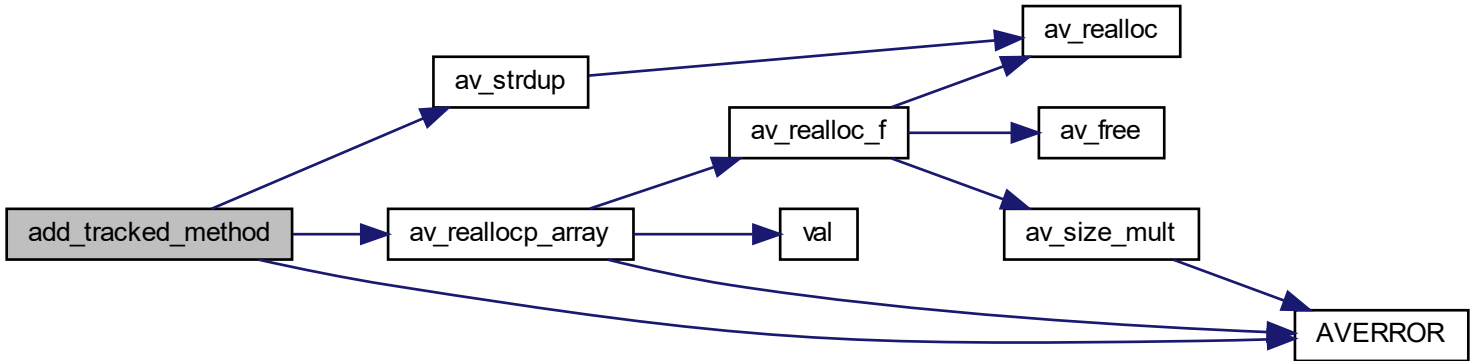 av_realloc
av_strdup
av_realloc_f
av_free
add_tracked_method
av_reallocp_array
val
av_size_mult
AVERROR